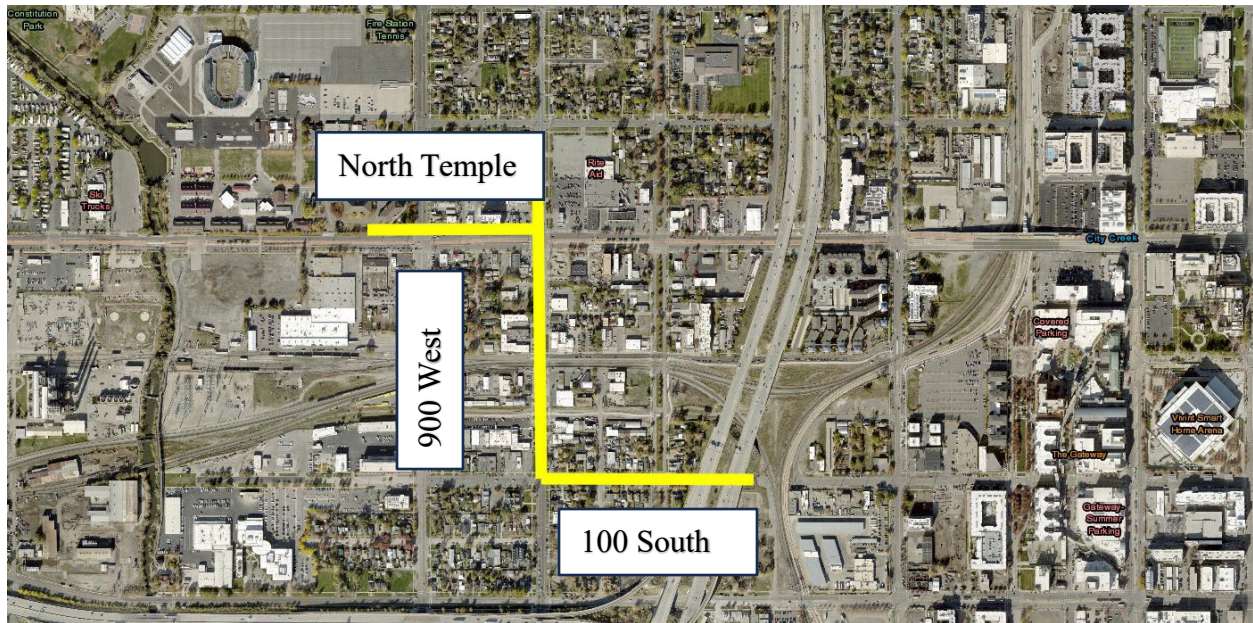 Constitution
Park
Fire Station
Tennis
North Temple
Rite
Aid
Ski
Trucks
City Creek
900 West
Covered
Parking
Vivint Smart
Home Arena
The Gateway
Gateway-
Summer
Parking
100 South